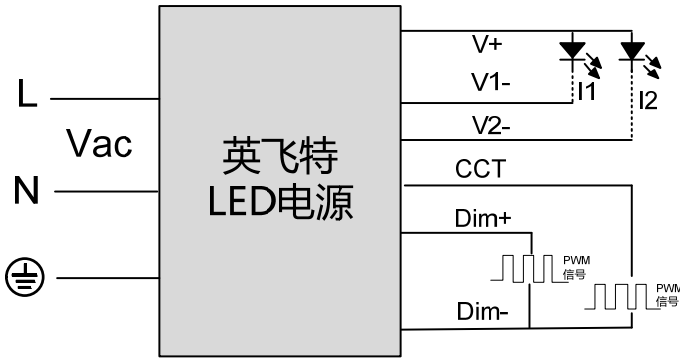 V+
V1-
I1
I2
L
Vac
V2-
英飞特
LED电源
CCT
N
Dim+
PWM
信号
PWM
信号
Dim-